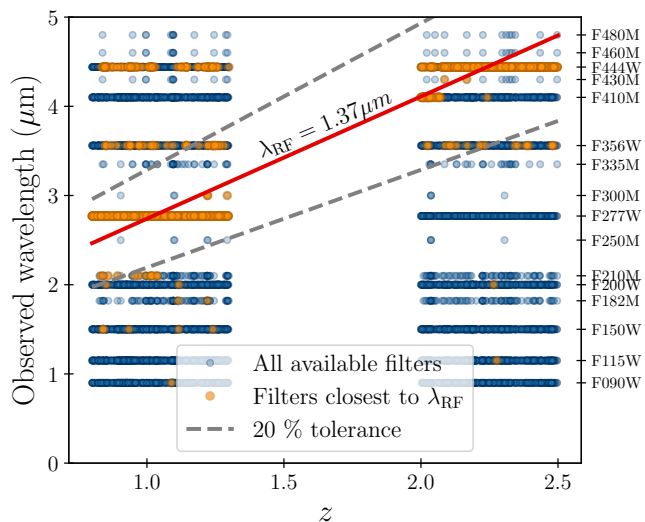 5
4
3
2
1
0
Observed wavelength (μm)
λRF = 1.37μm
F480M
F460M
F444W
F430M
F410M
F356W
F335M
F300M
F277W
F250M
F210M
F200W
F182M
F150W
F115W
F090W
All available filters
Filters closest to λRF
20 % tolerance
1.0
1.5
2.0
2.5
z